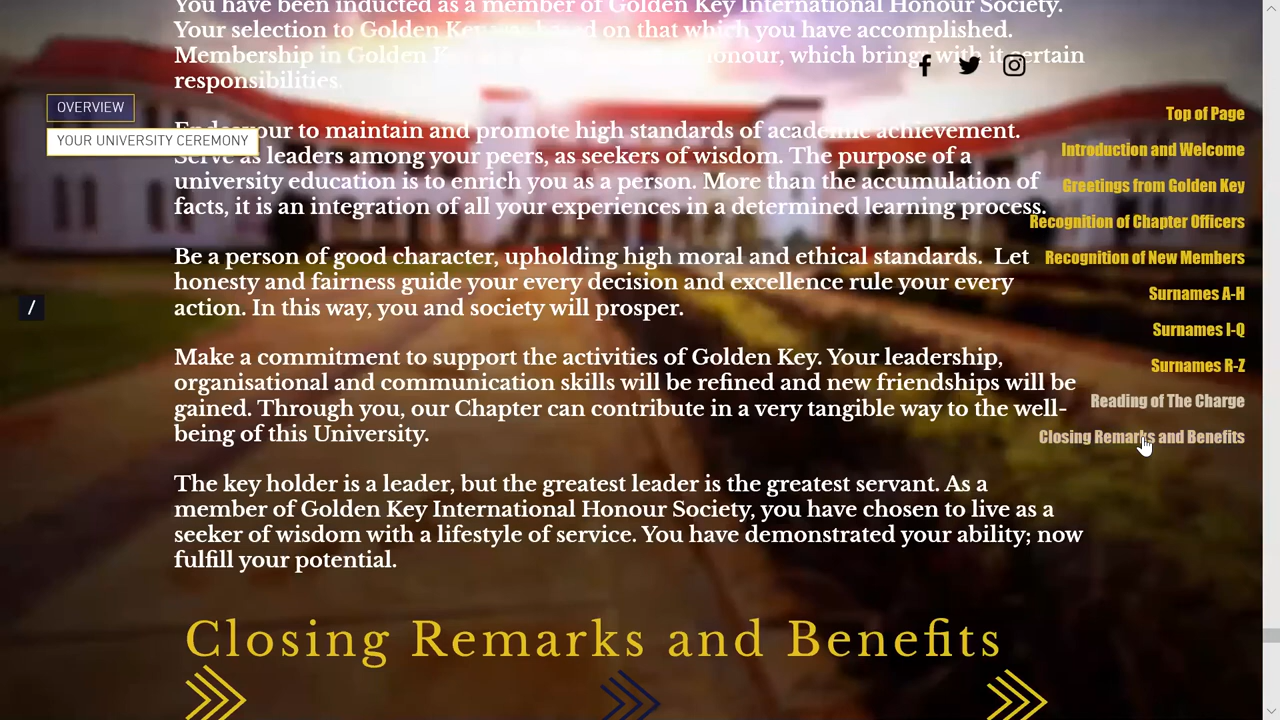 You have been inducted as a member of Golden Key International Honour Society.
Your selection to Golden Key was based on that which you have accomplished.
Membership in Golden Key honour, which brings with it certain
responsibilities.
OVERVIEW
YOUR UNIVERSITY CEREMONY
Endeavour to maintain and promote high standards of academic achievement.
Serve as leaders among your peers, as seekers of wisdom. The purpose of a
university education is to enrich you as a person. More than the accumulation of
facts, it is an integration of all your experiences in a determined learning process.
Be a person of good character, upholding high moral and ethical standards. Let
honesty and fairness guide your every decision and excellence rule your every
action. In this way, you and society will prosper.
/
Make a commitment to support the activities of Golden Key. Your leadership,
organisational and communication skills will be refined and new friendships will be
gained. Through you, our Chapter can contribute in a very tangible way to the well-
being of this University.
The key holder is a leader, but the greatest leader is the greatest servant. As a
member of Golden Key International Honour Society, you have chosen to live as a
seeker of wisdom with a lifestyle of service. You have demonstrated your ability; now
fulfill your potential.
Closing Remarks and Benefits
Top of Page
Introduction and Welcome
Greetings from Golden Key
Recognition of Chapter Officers
Recognition of New Members
Surnames A-H
Surnames I-Q
Surnames R-Z
Reading of The Charge
Closing Remarks and Benefits